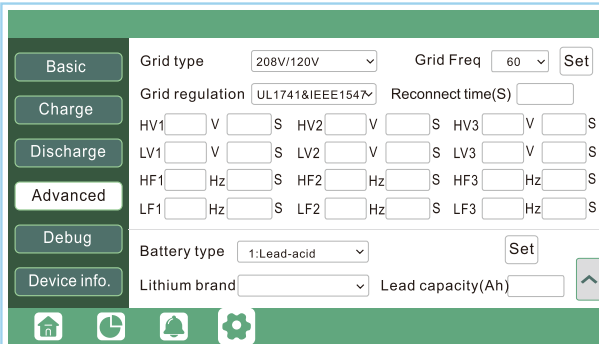 Basic
Charge
Discharge
Advanced
Debug
Device info.
Grid type 208V/120V Grid Freq 60 Set
Grid regulation UL1741&IEEE1547 Reconnect time(S)
HV1 V S HV2 V S HV3 V S
LV1 V S LV2 V S LV3 V S
HF1 Hz S HF2 Hz S HF3 Hz S
LF1 Hz S LF2 Hz S LF3 Hz S
Battery type 1:Lead-acid Set
Lithium brand Lead capacity(Ah)